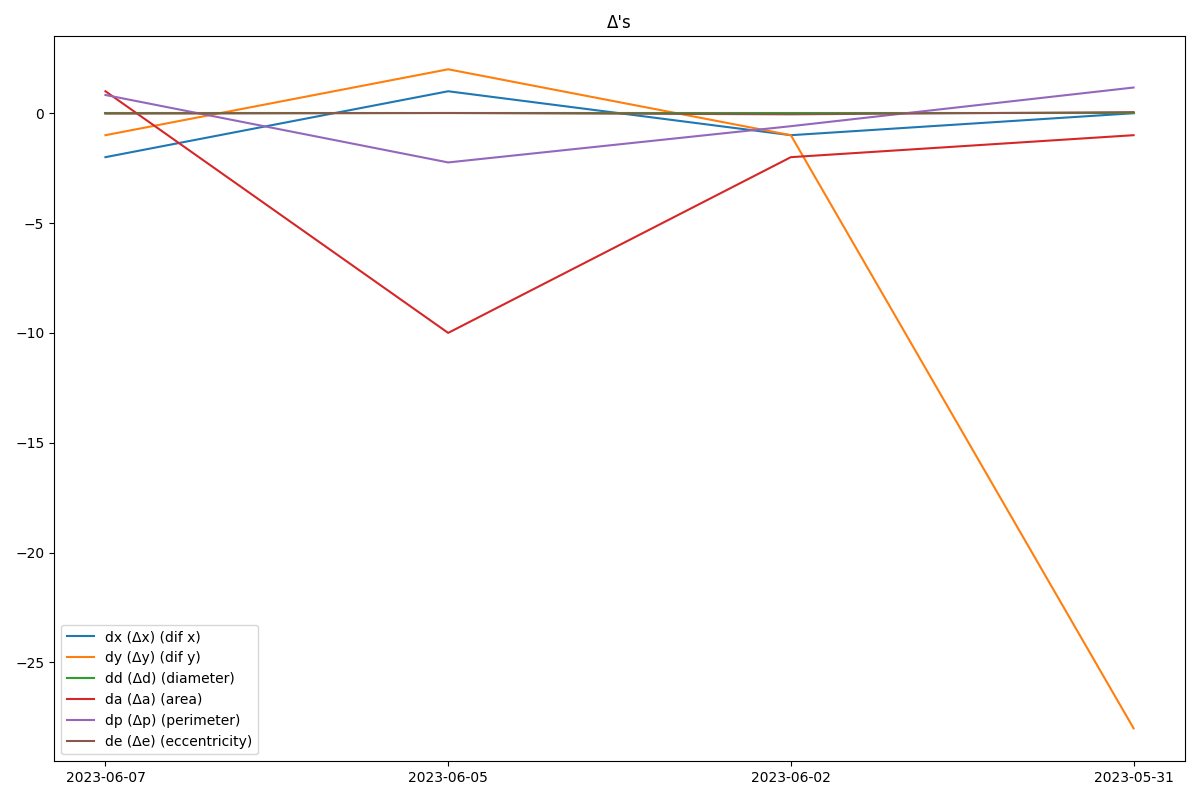 Δ's
0
−5
−10
−15
−20
−25
dx (Δx) (dif x)
dy (Δy) (dif y)
dd (Δd) (diameter)
da (Δa) (area)
dp (Δp) (perimeter)
de (Δe) (eccentricity)
2023-06-07 2023-06-05 2023-06-02 2023-05-31